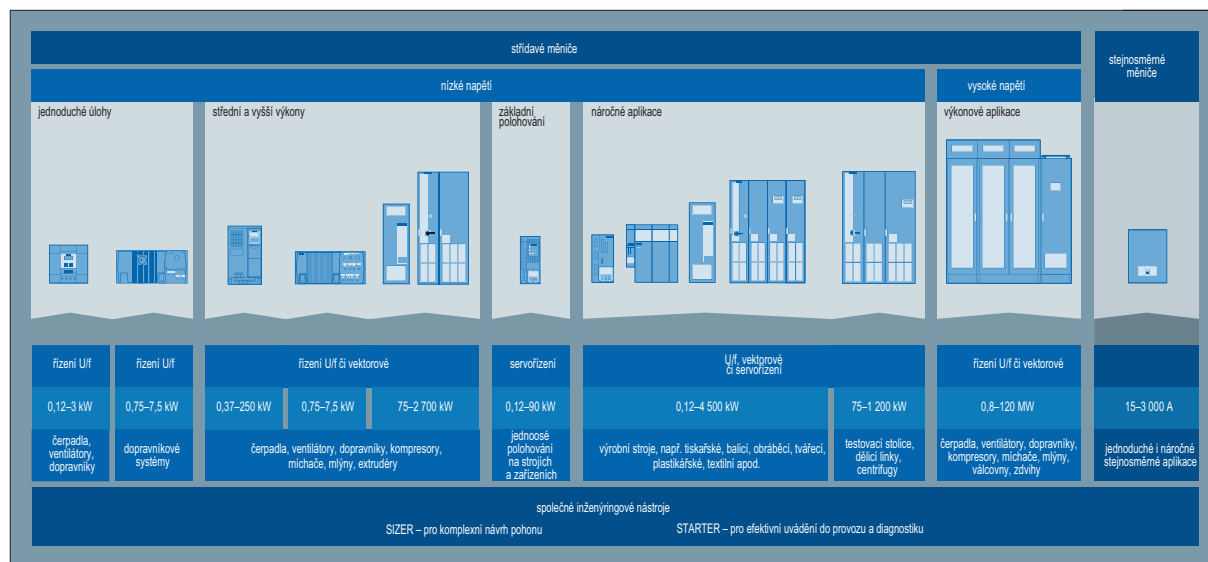 střídavé měniče
stejnosměrné
měniče
nízké napětí
vysoké napětí
jednoduché úlohy
střední a vyšší výkony
základní
polohování
náročné aplikace
výkonové aplikace
řízení U/f
řízení U/f
řízení U/f či vektorové
servořízení
U/f, vektorové
či servořízení
řízení U/f či vektorové
0,12–3 kW
0,75–7,5 kW
0,37–250 kW
0,75–7,5 kW
75–2 700 kW
0,12–90 kW
0,12–4 500 kW
75–1 200 kW
0,8–120 MW
15–3 000 A
čerpadla,
ventilátory,
dopravníky
dopravníkové
systémy
čerpadla, ventilátory, dopravníky, kompresory,
míchače, mlýny, extrudéry
jednoosé
polohování
na strojích
a zařízeních
výrobní stroje, např. tiskařské, balicí, obráběcí, tvářecí,
plastikářské, textilní apod.
testovací stolice,
dělicí linky,
centrifugy
čerpadla, ventilátory, dopravníky,
kompresory, míchače, mlýny,
válcovny, zdvihy
jednoduché i náročné
stejnosměrné aplikace
společné inženýringové nástroje
SIZER – pro komplexní návrh pohonu
STARTER – pro efektivní uvádění do provozu a diagnostiku